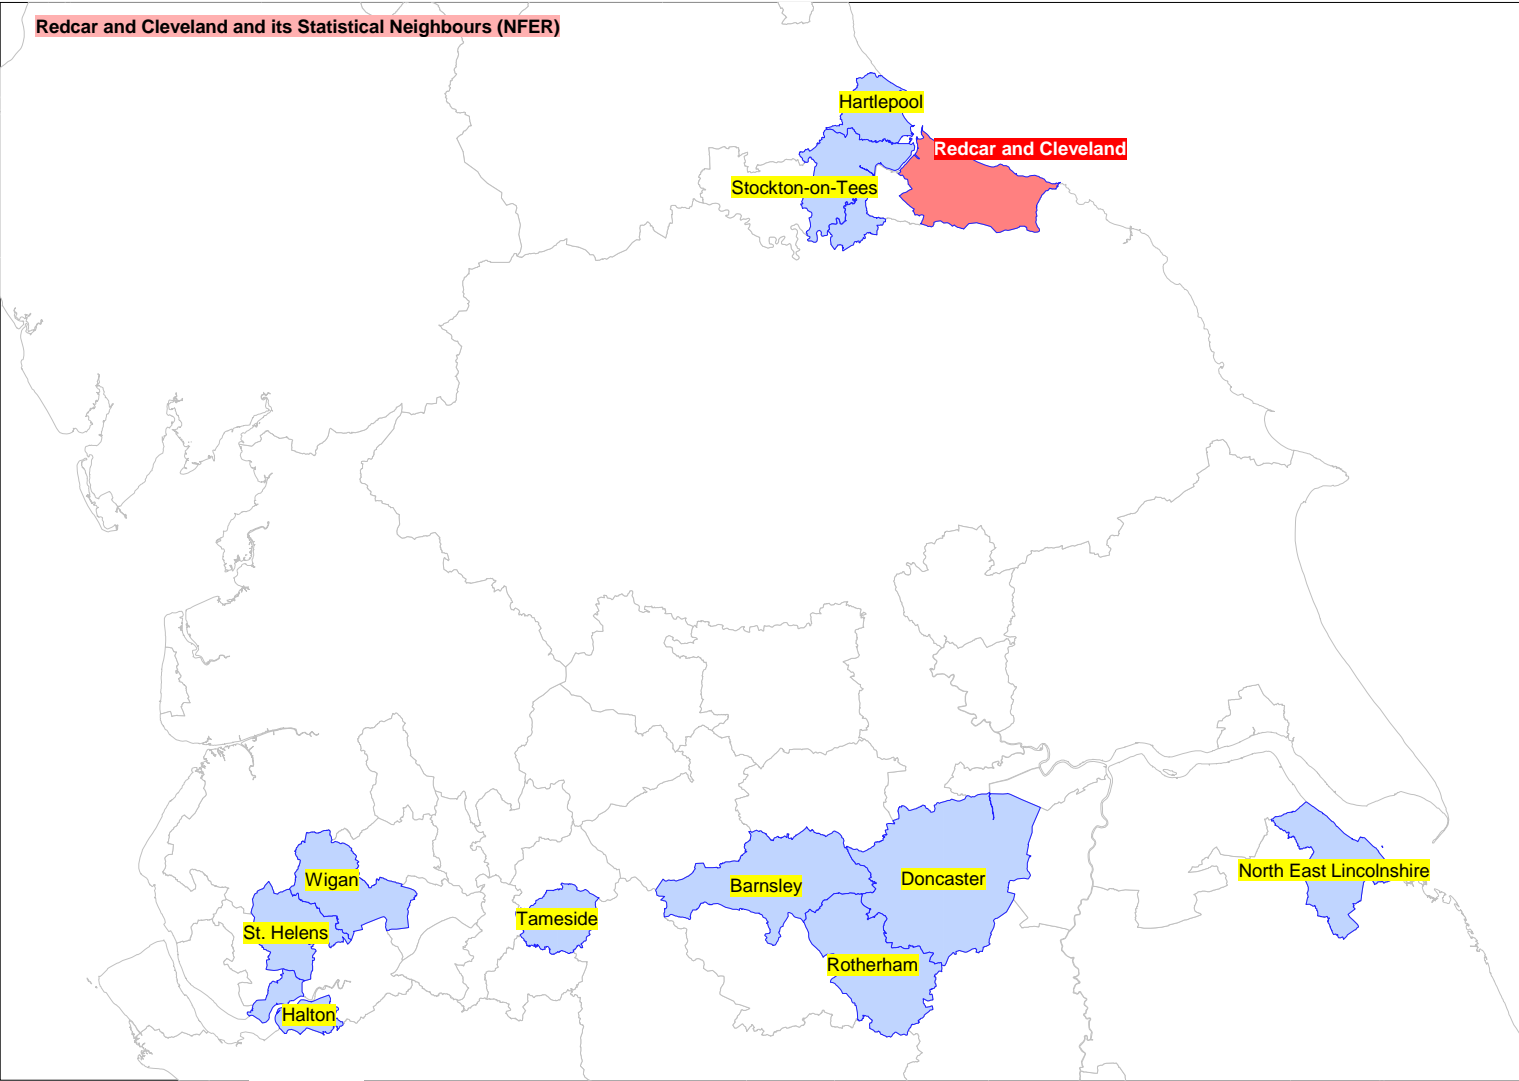 Redcar and Cleveland and its Statistical Neighbours (NFER)
Hartlepool
Redcar and Cleveland
Stockton-on-Tees
Wigan
Barnsley
Doncaster
North East Lincolnshire
St. Helens
Tameside
Rotherham
Halton